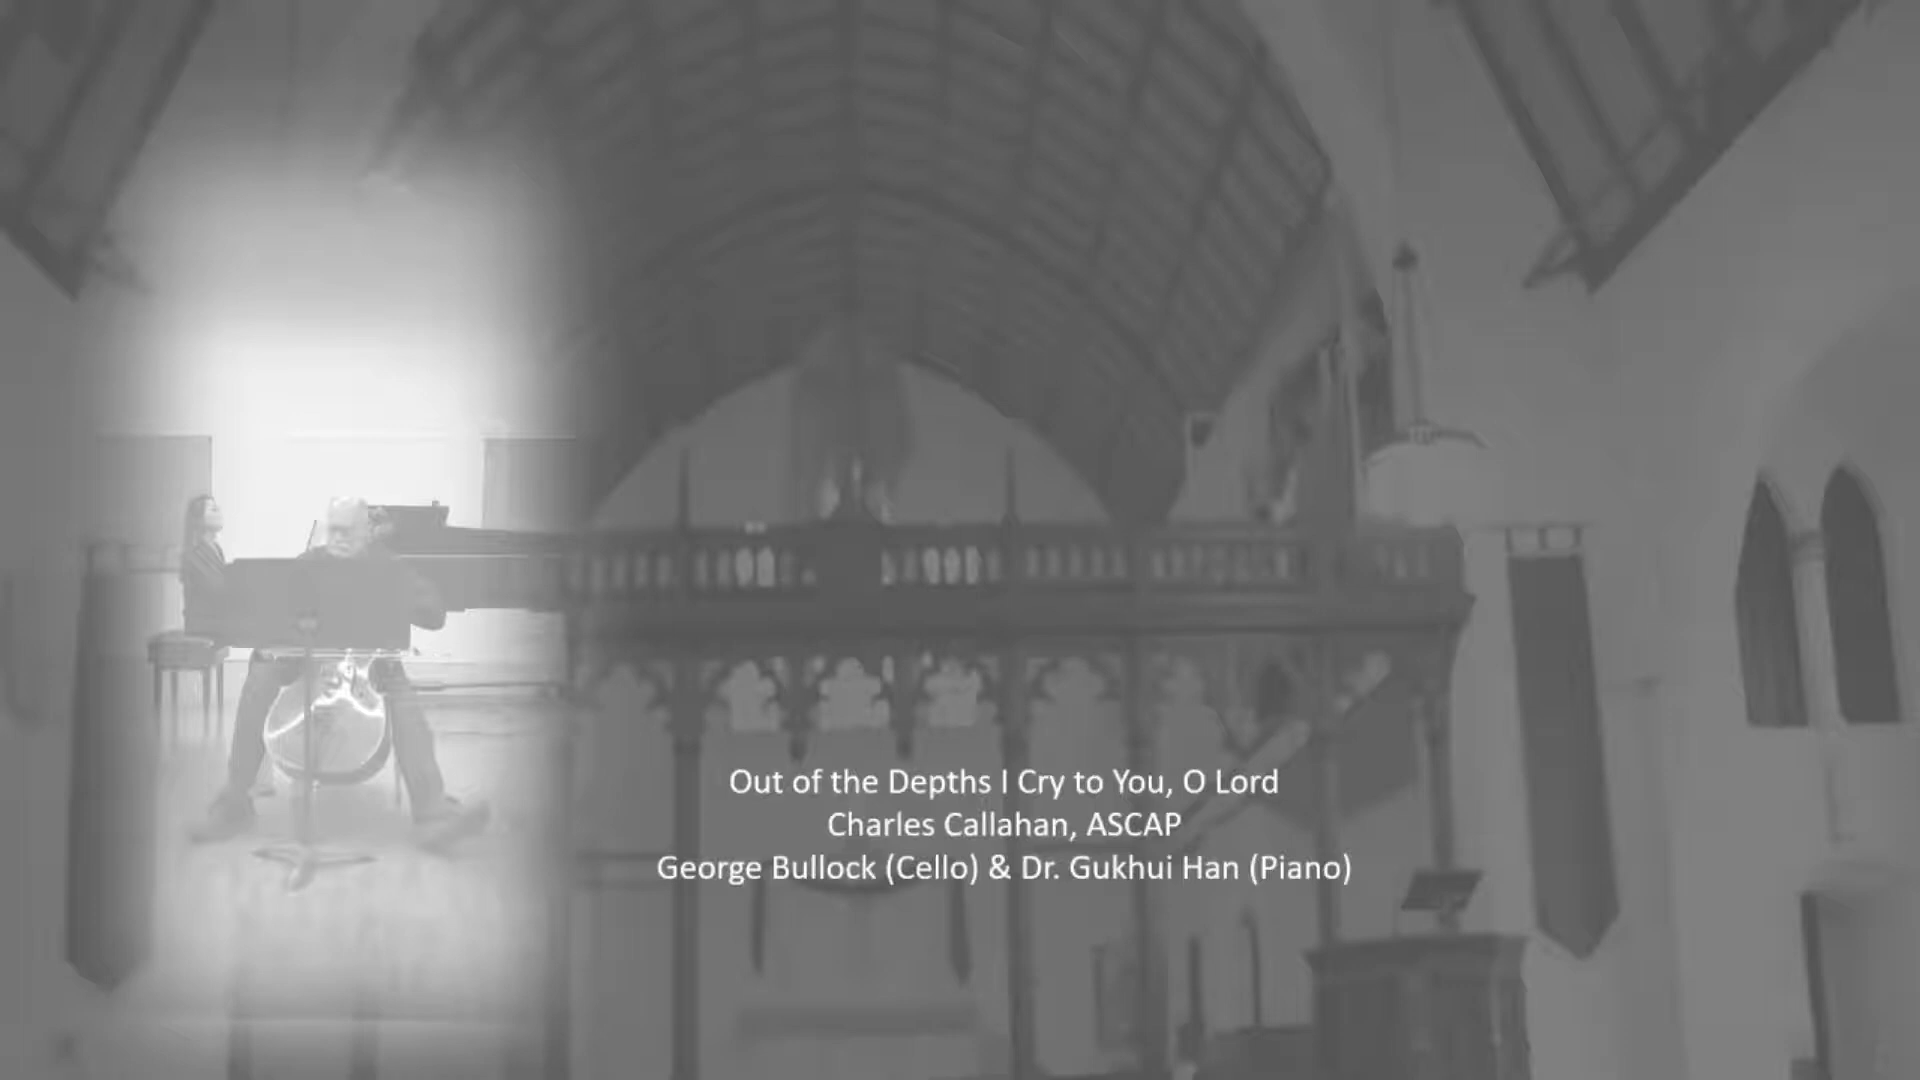 Out of the Depths I Cry to You, O Lord
Charles Callahan, ASCAP
George Bullock (Cello) & Dr. Gukhui Han (Piano)